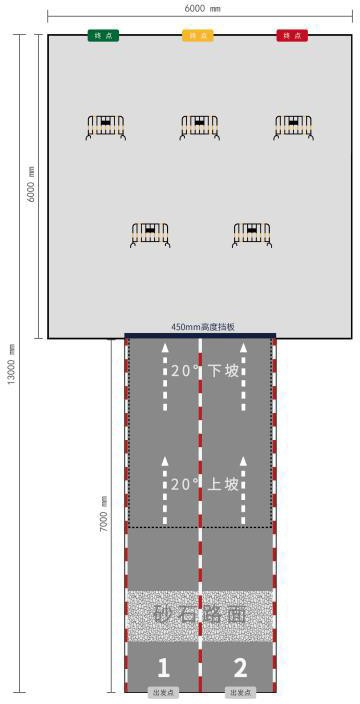 6000 mm
终 点
终 点
终 点
6000 mm
450mm高度挡板
13000 mm
20° 下坡
20° 上坡
7000 mm
砂石路面
1
2
出发点
出发点